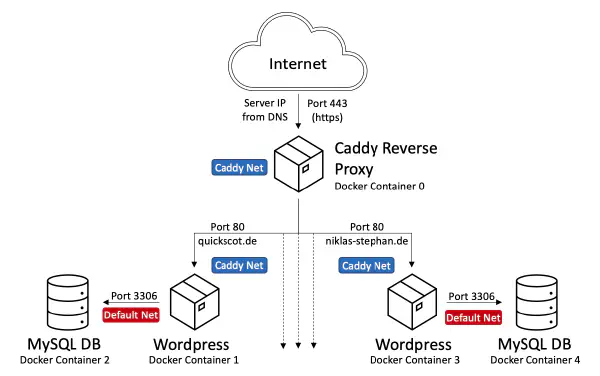 Internet
Server IP
from DNS
Port 443
(https)
Caddy Net
Caddy Reverse
Proxy
Docker Container 0
Port 80
quickscot.de
Port 80
niklas-stephan.de
Caddy Net
Caddy Net
Port 3306
Default Net
Port 3306
Default Net
MySQL DB
Docker Container 2
Wordpress
Docker Container 1
Wordpress
Docker Container 3
MySQL DB
Docker Container 4